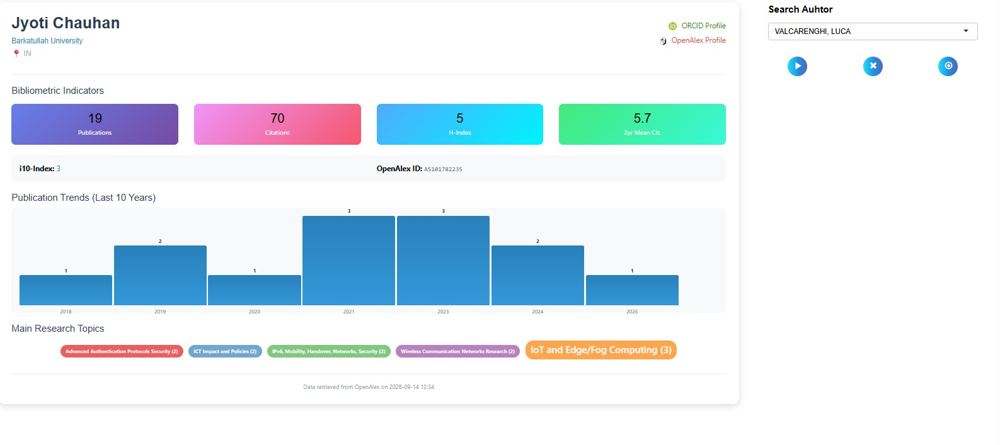 Jyoti Chauhan
Barkatullah University
IN
ORCID Profile
OpenAlex Profile
Bibliometric Indicators
19
Publications
70
Citations
5
H-Index
5.7
2yr Mean Cit.
i10-Index: 3
OpenAlex ID: A5101782235
Publication Trends (Last 10 Years)
1
2
1
3
3
2
1
2018
2019
2020
2021
2023
2024
2026
Main Research Topics
Advanced Authentication Protocols Security (2)
ICT Impact and Policies (2)
IPv6, Mobility, Handover, Networks, Security (2)
Wireless Communication Networks Research (2)
IoT and Edge/Fog Computing (3)
Data retrieved from OpenAlex on 2026-09-14 12:34
Search Auhtor
VALCARENGHI, LUCA